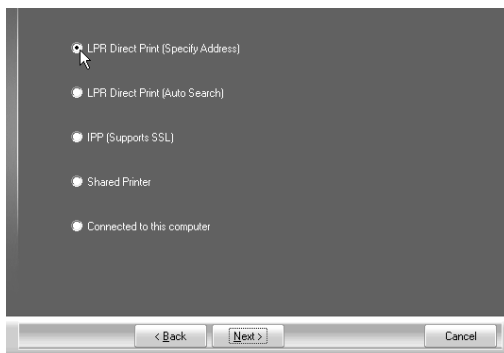 LPR Direct Print (Specify Address)
LPR Direct Print (Auto Search)
IPP (Supports SSL)
Shared Printer
Connected to this computer
< Back Next > Cancel